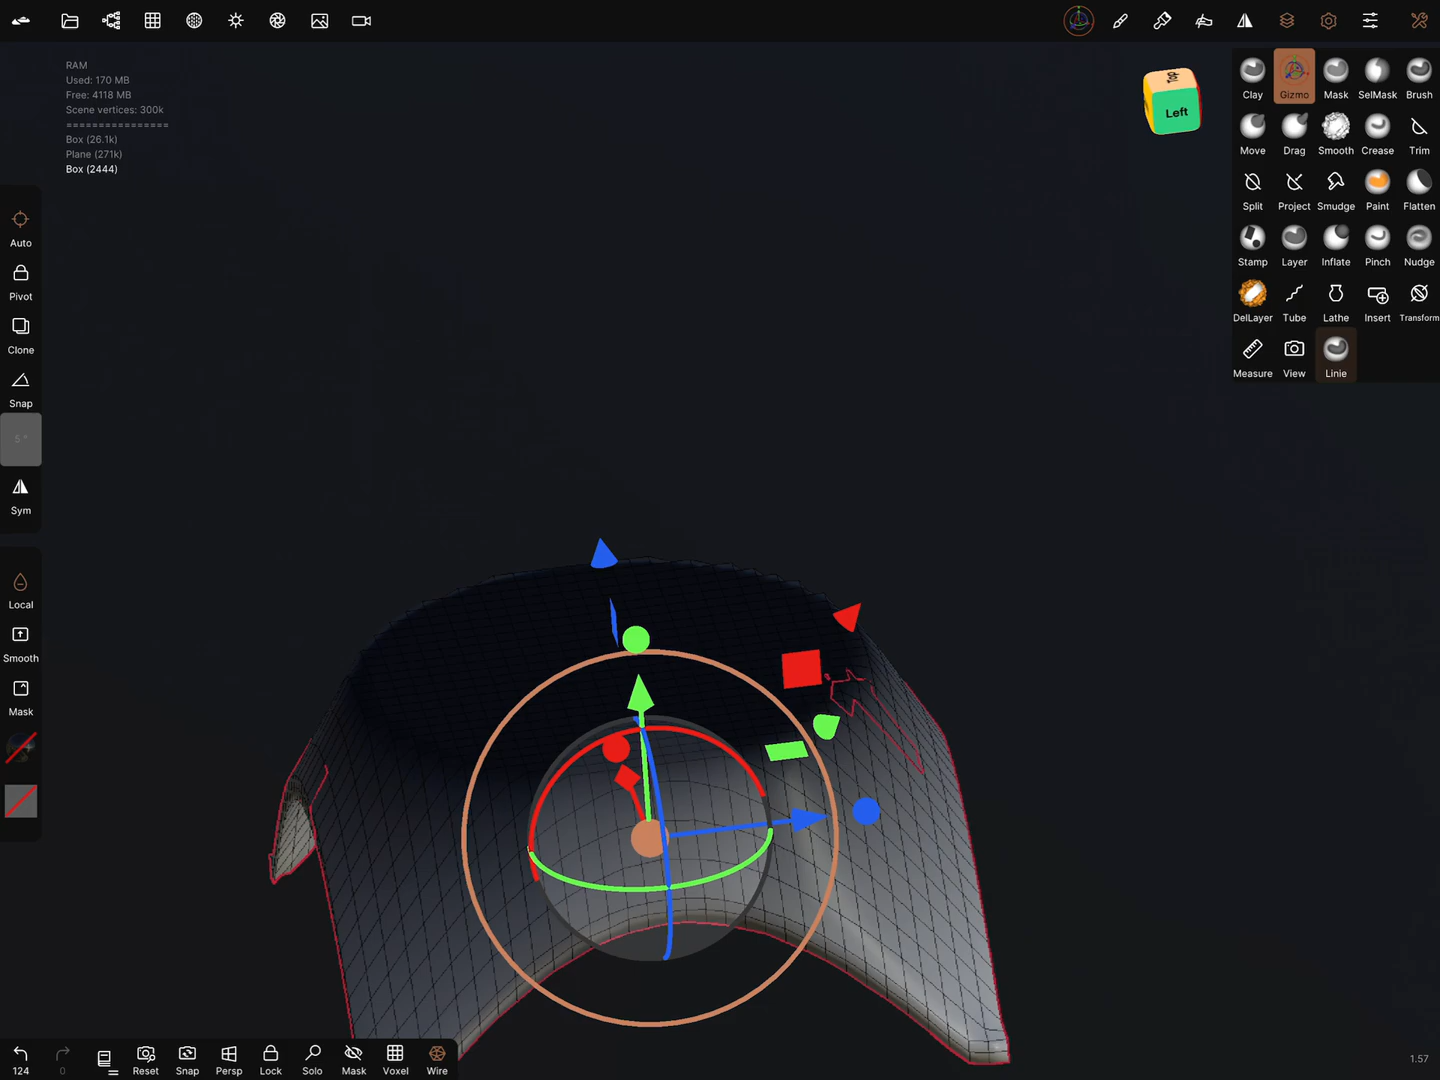 RAM
Used: 170 MB
Free: 4118 MB
Scene vertices: 300k
================
Box (26.1k)
Plane (271k)
Box (2444)
Top
Left
Clay Gizmo Mask SelMask Brush
Move Drag Smooth Crease Trim
Split Project Smudge Paint Flatten
Stamp Layer Inflate Pinch Nudge
DelLayer Tube Lathe Insert Transform
Measure View Linie
Auto
Pivot
Clone
Snap
5 °
Sym
Local
Smooth
Mask
124 0 Reset Snap Persp Lock Solo Mask Voxel Wire
1.57